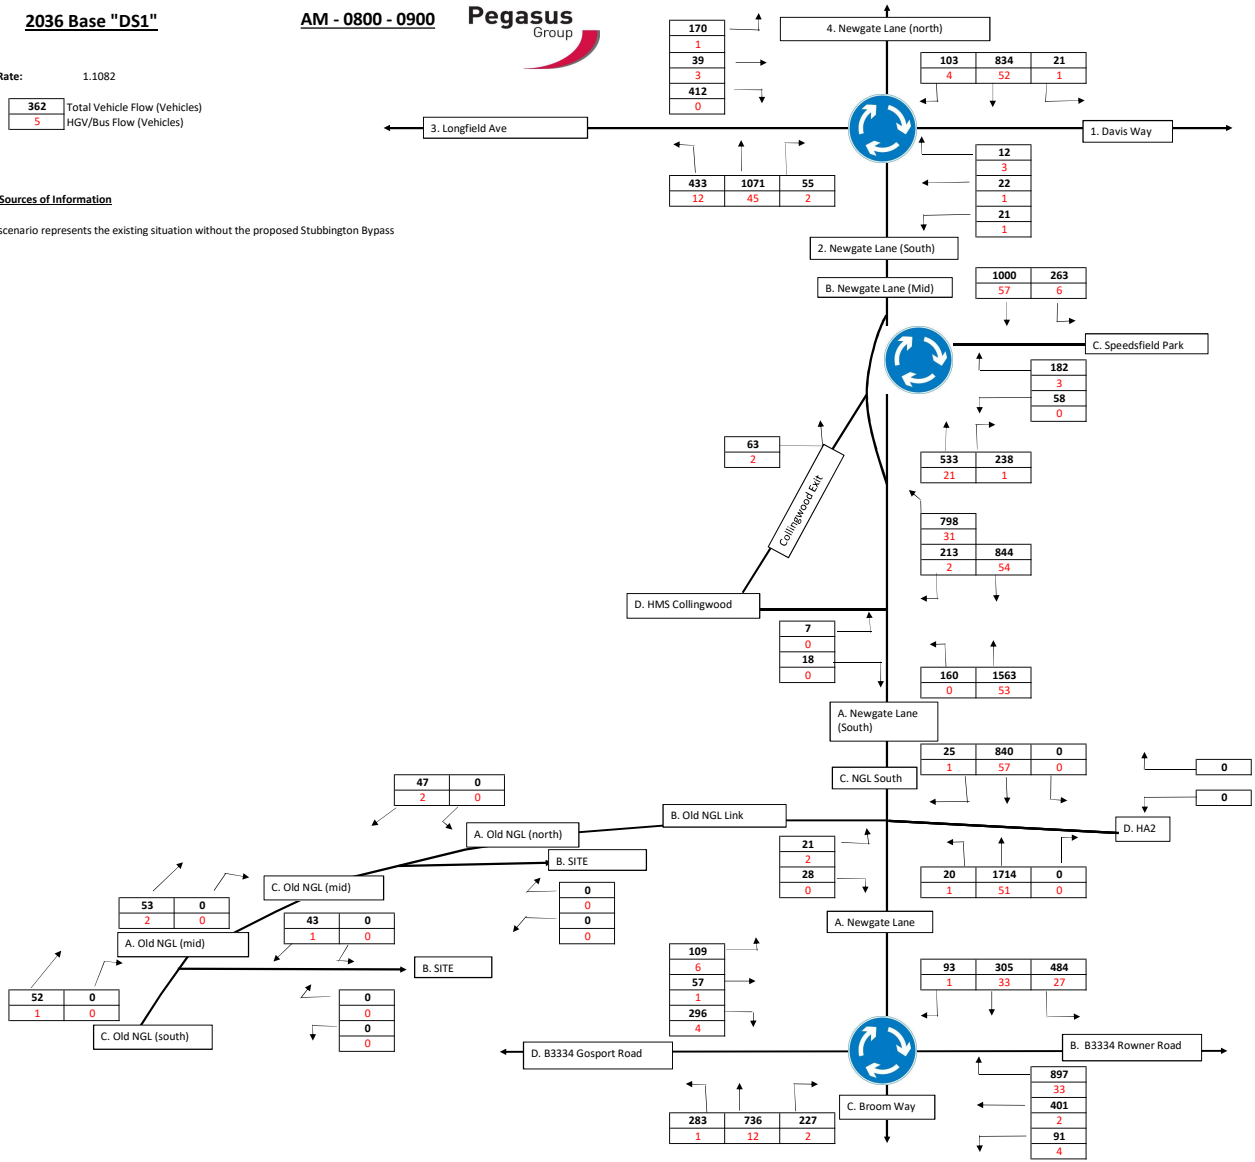 2036 Base "DS1"
AM - 0800 - 0900
Pegasus
Group
Rate: 1.1082
362 Total Vehicle Flow (Vehicles)
5 HGV/Bus Flow (Vehicles)
Sources of Information
scenario represents the existing situation without the proposed Stubbington Bypass
4. Newgate Lane (north)
170
1
39
3
412
0
103 834 21
4 52 1
3. Longfield Ave
1. Davis Way
433 1071 55
12 45 2
12
3
22
1
21
1
2. Newgate Lane (South)
B. Newgate Lane (Mid)
1000 263
57 6
C. Speedsfield Park
182
3
58
0
63
2
533 238
21 1
Collingwood Exit
798
31
213 844
2 54
D. HMS Collingwood
7
0
18
0
160 1563
0 53
A. Newgate Lane
(South)
C. NGL South
25 840 0
1 57 0
0
0
47 0
2 0
B. Old NGL Link
D. HA2
A. Old NGL (north)
21
2
28
0
20 1714 0
1 51 0
B. SITE
C. Old NGL (mid)
0
0
0
0
53 0
2 0
43 0
1 0
A. Newgate Lane
A. Old NGL (mid)
B. SITE
109
6
57
1
296
4
93 305 484
1 33 27
52 0
1 0
0
0
0
0
C. Old NGL (south)
D. B3334 Gosport Road
B. B3334 Rowner Road
897
33
401
2
91
4
C. Broom Way
283 736 227
1 12 2